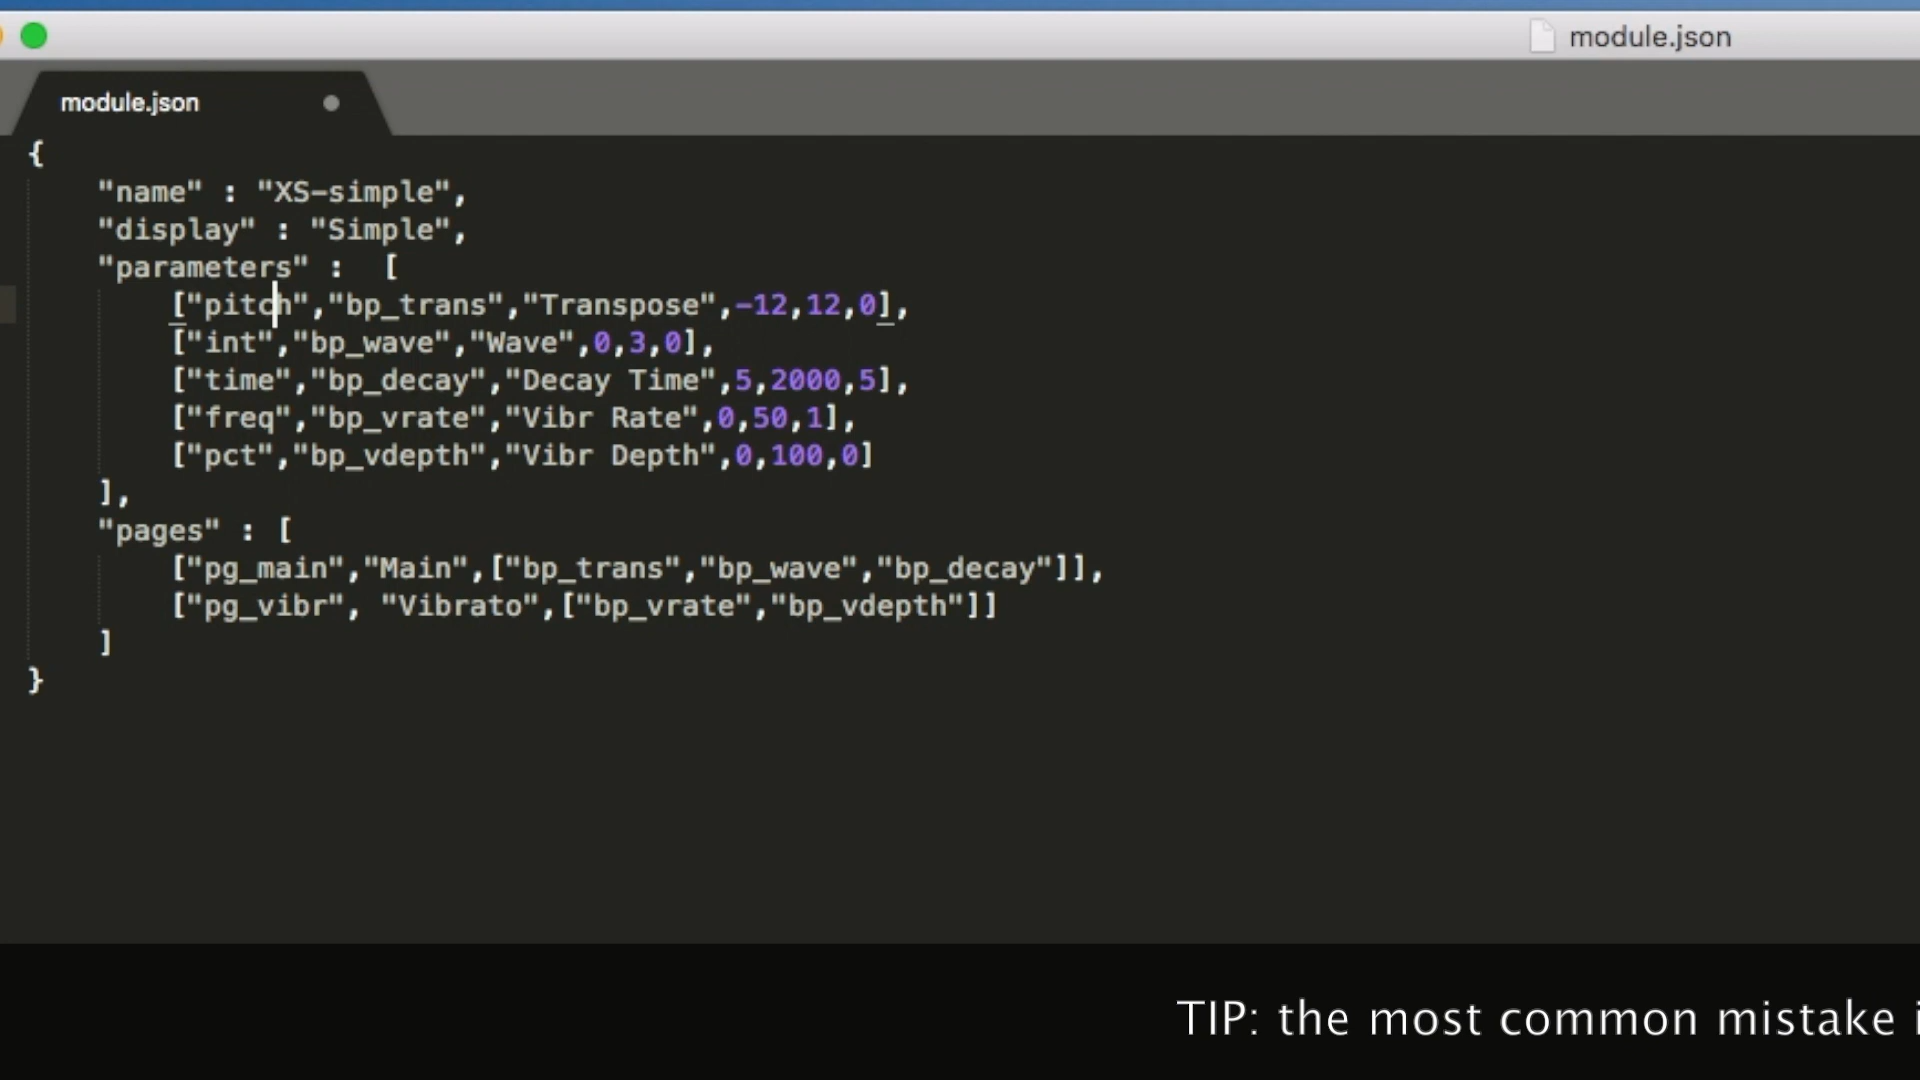 module.json
module.json
{
"name" : "XS-simple",
"display" : "Simple",
"parameters" :  [
["pitch","bp_trans","Transpose",-12,12,0],
["int","bp_wave","Wave",0,3,0],
["time","bp_decay","Decay Time",5,2000,5],
["freq","bp_vrate","Vibr Rate",0,50,1],
["pct","bp_vdepth","Vibr Depth",0,100,0]
],
"pages" : [
["pg_main","Main",["bp_trans","bp_wave","bp_decay"]],
["pg_vibr", "Vibrato",["bp_vrate","bp_vdepth"]]
]
}
TIP: the most common mistake